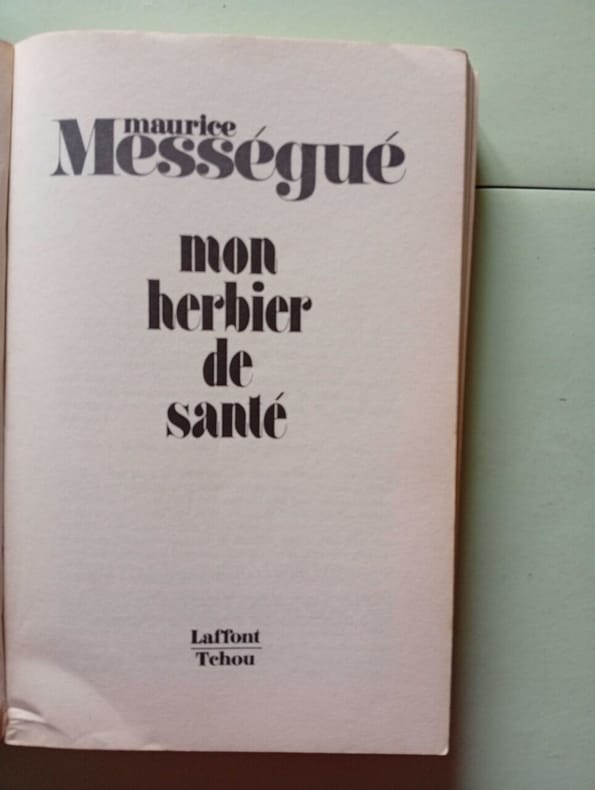 maurice
Mességué
mon
herbier
de
santé
Laffont
Tchou